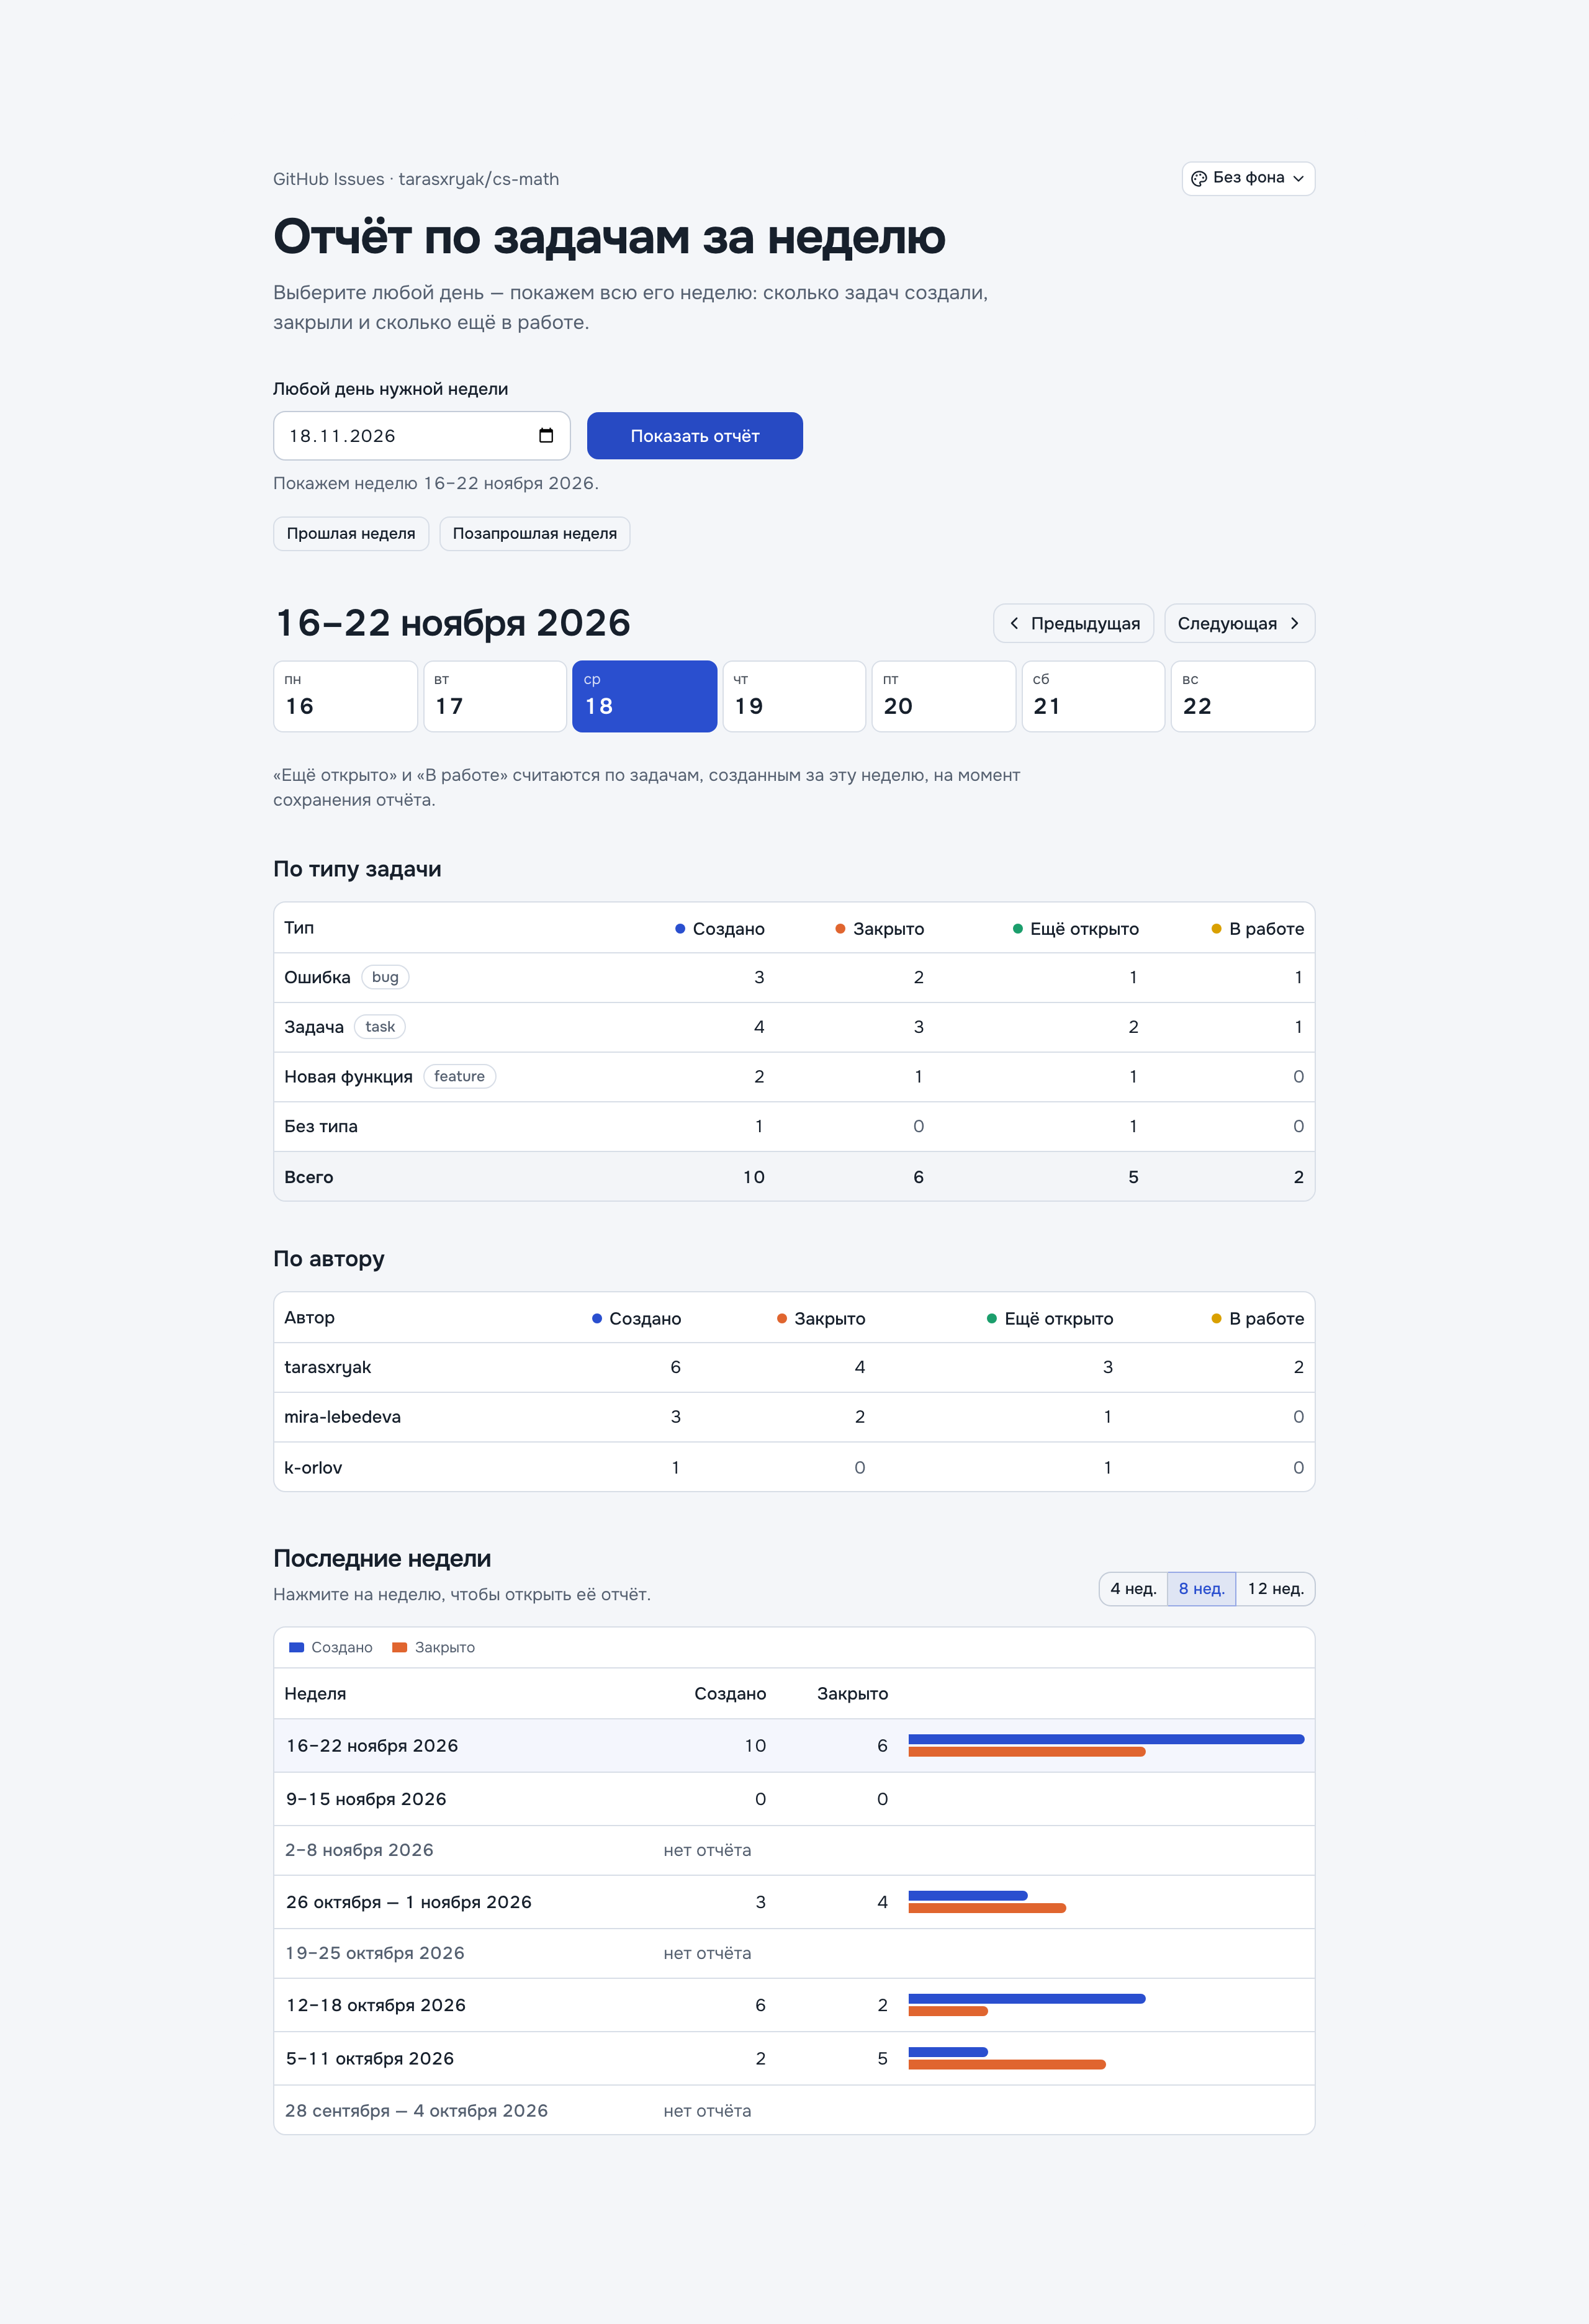 GitHub Issues · tarasxryak/cs-math
Без фона
Отчёт по задачам за неделю
Выберите любой день — покажем всю его неделю: сколько задач создали,
закрыли и сколько ещё в работе.
Любой день нужной недели
18.11.2026
Показать отчёт
Покажем неделю 16–22 ноября 2026.
Прошлая неделя
Позапрошлая неделя
16–22 ноября 2026
Предыдущая
Следующая
пн
16
вт
17
ср
18
чт
19
пт
20
сб
21
вс
22
«Ещё открыто» и «В работе» считаются по задачам, созданным за эту неделю, на момент
сохранения отчёта.
По типу задачи
Тип Создано Закрыто Ещё открыто В работе
Ошибка bug 3 2 1 1
Задача task 4 3 2 1
Новая функция feature 2 1 1 0
Без типа 1 0 1 0
Всего 10 6 5 2
По автору
Автор Создано Закрыто Ещё открыто В работе
tarasxryak 6 4 3 2
mira-lebedeva 3 2 1 0
k-orlov 1 0 1 0
Последние недели
Нажмите на неделю, чтобы открыть её отчёт.
4 нед. 8 нед. 12 нед.
Создано Закрыто
Неделя Создано Закрыто
16–22 ноября 2026 10 6
9–15 ноября 2026 0 0
2–8 ноября 2026 нет отчёта
26 октября — 1 ноября 2026 3 4
19–25 октября 2026 нет отчёта
12–18 октября 2026 6 2
5–11 октября 2026 2 5
28 сентября — 4 октября 2026 нет отчёта